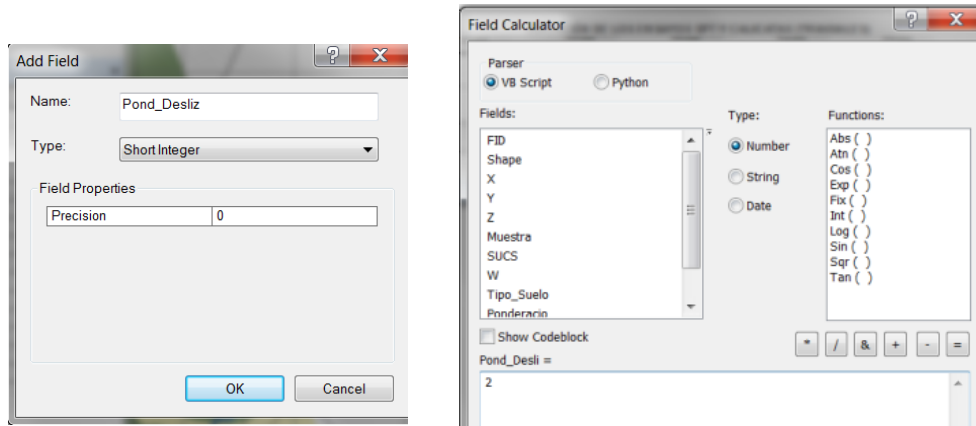 Add Field
Name:
Pond_Desliz
Type:
Short Integer
Field Properties
Precision
0
OK
Cancel
Field Calculator
Parser
VB Script
Python
Fields:
FID
Shape
X
Y
Z
Muestra
SUCS
W
Tipo_Suelo
Ponderacio
Type:
Number
String
Date
Functions:
Abs ( )
Atn ( )
Cos ( )
Exp ( )
Fix ( )
Int ( )
Log ( )
Sin ( )
Sqr ( )
Tan ( )
Show Codeblock
* / & + - =
Pond_Desli =
2